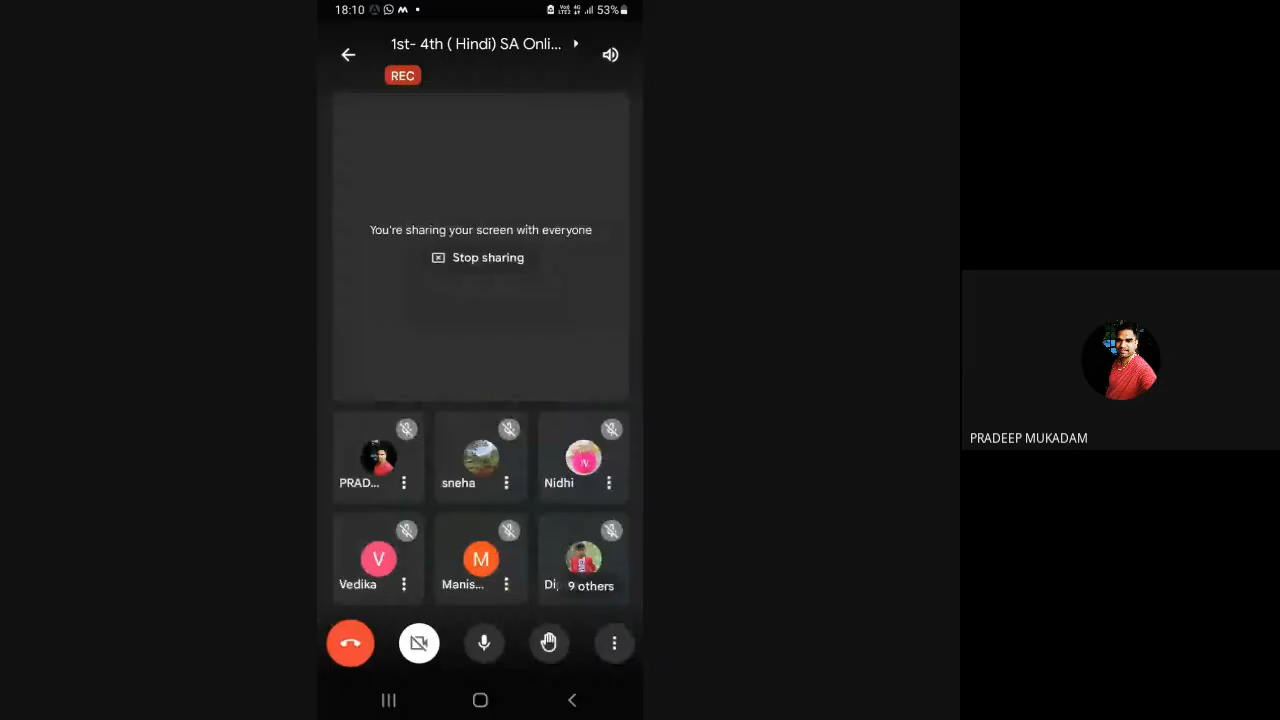 18:10
53%
1st- 4th ( Hindi) SA Onli...
REC
You're sharing your screen with everyone
Stop sharing
PRAD...
sneha
Nidhi
V
M
Vedika
Manis...
9 others
PRADEEP MUKADAM